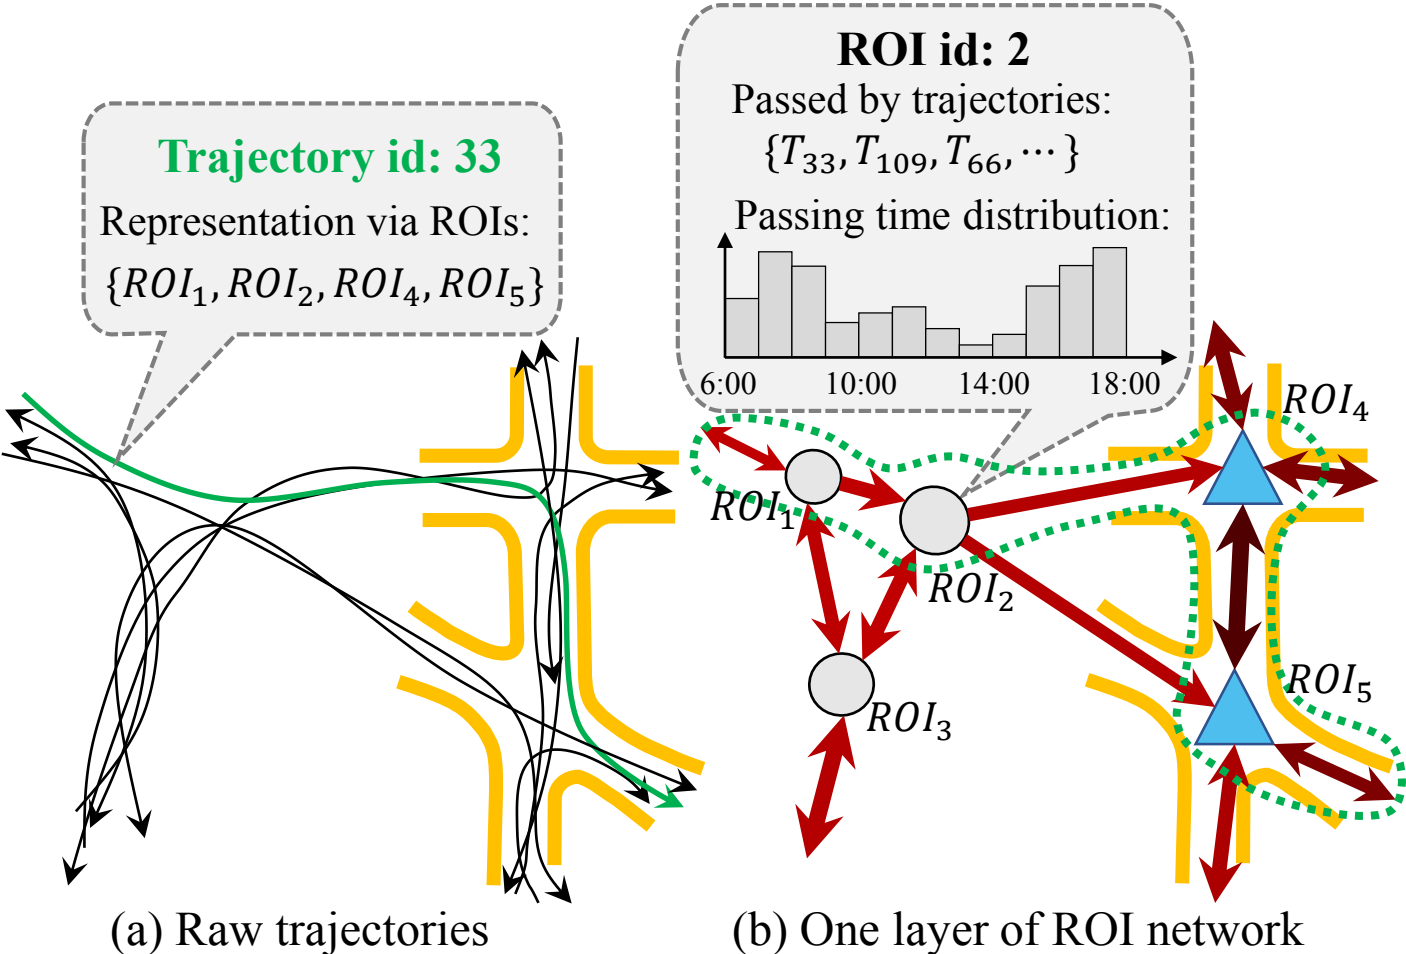 Trajectory id: 33
Representation via ROIs:
{ROI₁, ROI₂, ROI₄, ROI₅}
(a) Raw trajectories
ROI id: 2
Passed by trajectories:
{T₃₃, T₁₀₉, T₆₆, ⋯}
Passing time distribution:
6:00 10:00 14:00 18:00
ROI₄
ROI₁
ROI₂
ROI₅
ROI₃
(b) One layer of ROI network